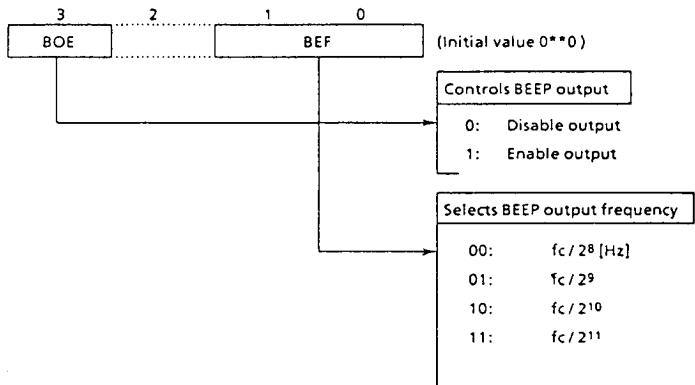 3 2 1 0
BOE BEF (Initial value 0**0)
Controls BEEP output
0: Disable output
1: Enable output
Selects BEEP output frequency
00: fc/2⁸ [Hz]
01: fc/2⁹
10: fc/2¹⁰
11: fc/2¹¹